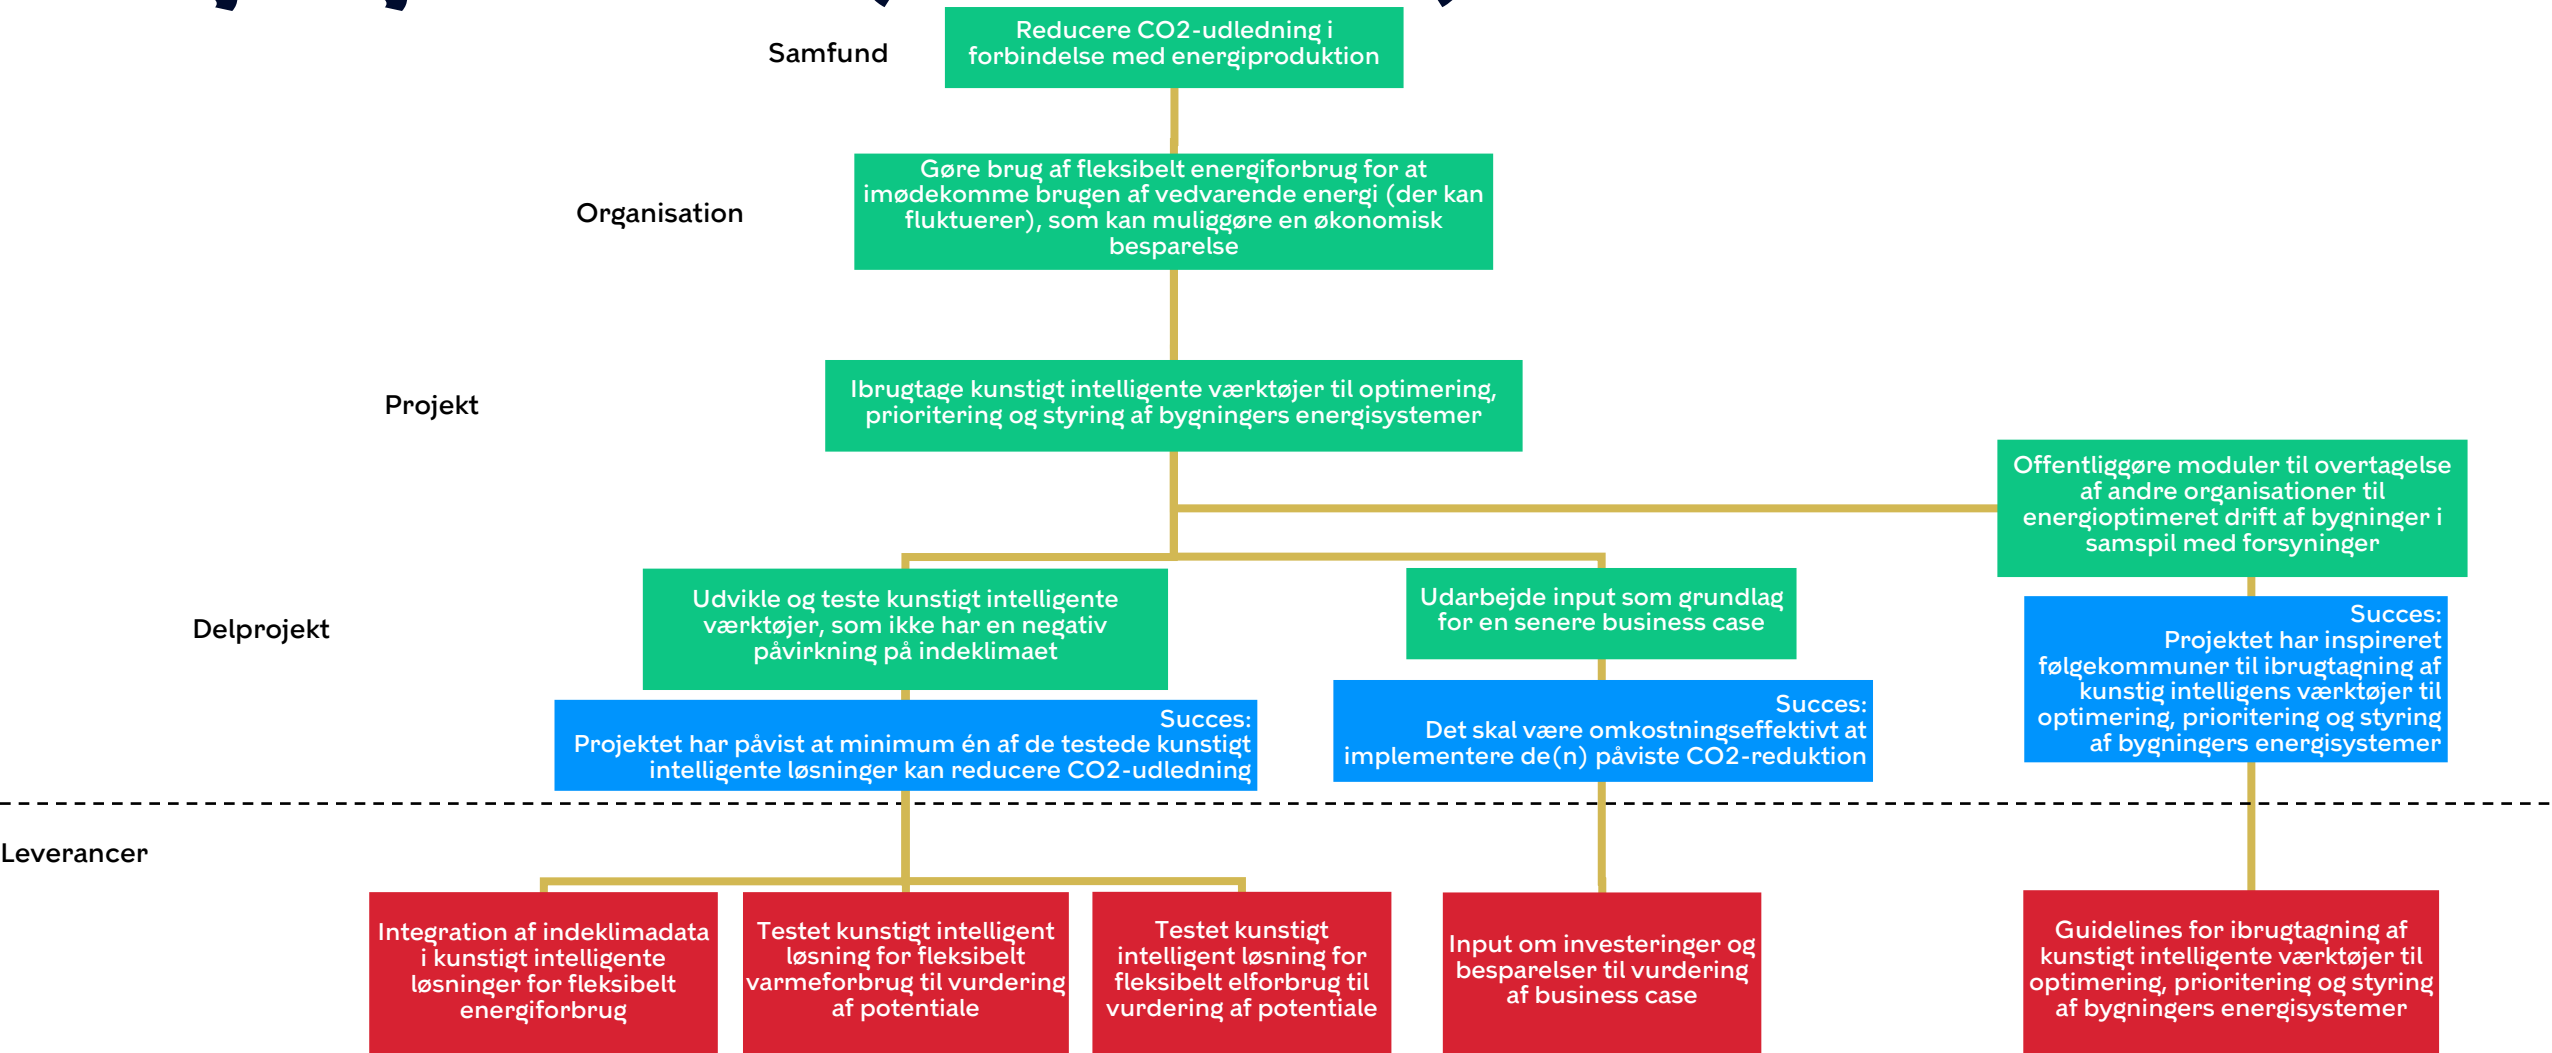 Samfund
Reducere CO2-udledning i
forbindelse med energiproduktion
Organisation
Gøre brug af fleksibelt energiforbrug for at
imødekomme brugen af vedvarende energi (der kan
fluktuerer), som kan muliggøre en økonomisk
besparelse
Projekt
Ibrugtage kunstigt intelligente værktøjer til optimering,
prioritering og styring af bygningers energisystemer
Offentliggøre moduler til overtagelse
af andre organisationer til
energioptimeret drift af bygninger i
samspil med forsyninger
Delprojekt
Udvikle og teste kunstigt intelligente
værktøjer, som ikke har en negativ
påvirkning på indeklimaet
Udarbejde input som grundlag
for en senere business case
Succes:
Projektet har påvist at minimum én af de testede kunstigt
intelligente løsninger kan reducere CO2-udledning
Succes:
Det skal være omkostningseffektivt at
implementere de(n) påviste CO2-reduktion
Succes:
Projektet har inspireret
følgekommuner til ibrugtagning af
kunstig intelligens værktøjer til
optimering, prioritering og styring
af bygningers energisystemer
Leverancer
Integration af indeklimadata
i kunstigt intelligente
løsninger for fleksibelt
energiforbrug
Testet kunstigt intelligent
løsning for fleksibelt
varmeforbrug til vurdering
af potentiale
Testet kunstigt
intelligent løsning for
fleksibelt elforbrug til
vurdering af potentiale
Input om investeringer og
besparelser til vurdering
af business case
Guidelines for ibrugtagning af
kunstigt intelligente værktøjer til
optimering, prioritering og styring
af bygningers energisystemer